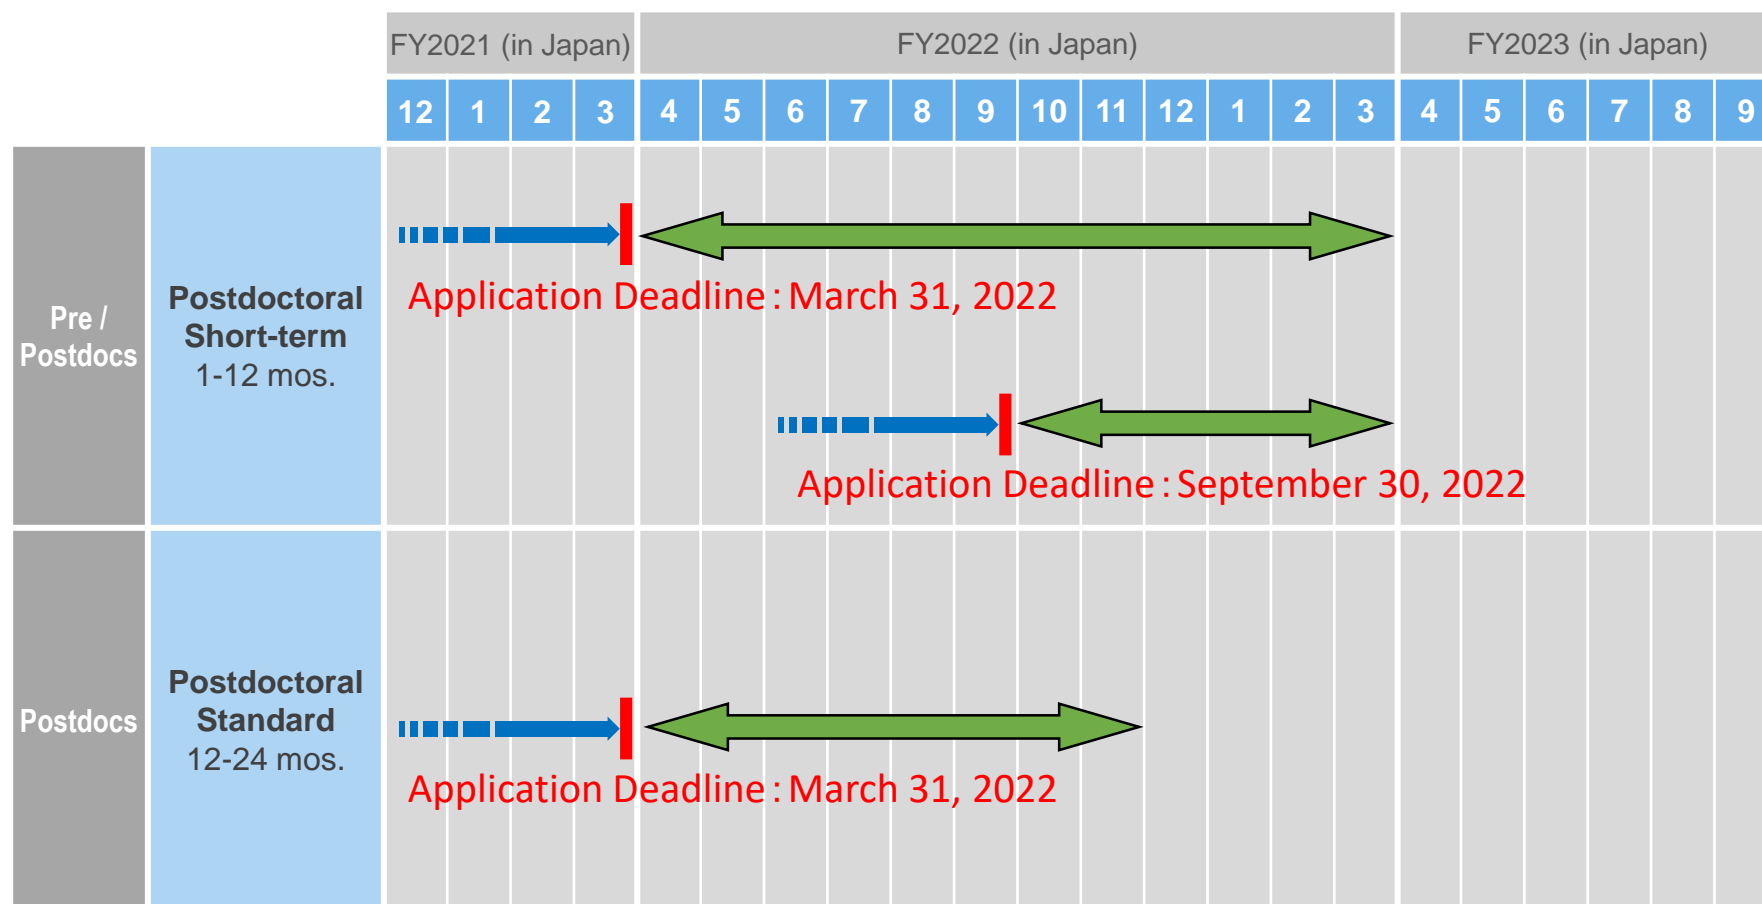 FY2021 (in Japan) FY2022 (in Japan) FY2023 (in Japan)
12 1 2 3 4 5 6 7 8 9 10 11 12 1 2 3 4 5 6 7 8 9
Pre /
Postdocs
Postdoctoral
Short-term
1-12 mos.
Application Deadline：March 31, 2022
Application Deadline：September 30, 2022
Postdocs
Postdoctoral
Standard
12-24 mos.
Application Deadline：March 31, 2022